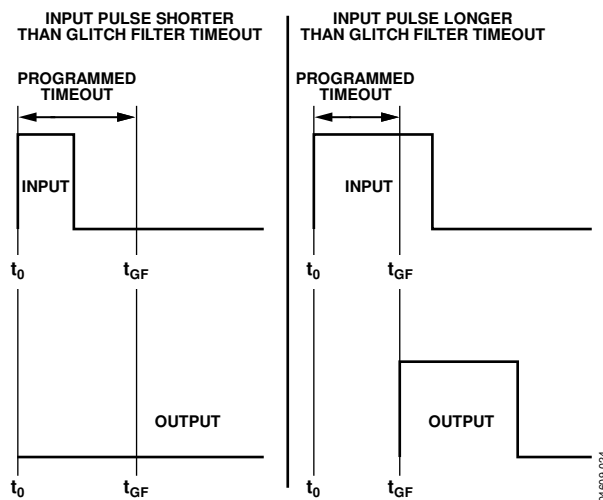 INPUT PULSE SHORTER
THAN GLITCH FILTER TIMEOUT
INPUT PULSE LONGER
THAN GLITCH FILTER TIMEOUT
PROGRAMMED
TIMEOUT
PROGRAMMED
TIMEOUT
INPUT
INPUT
t0
tGF
t0
tGF
OUTPUT
OUTPUT
t0
tGF
t0
tGF